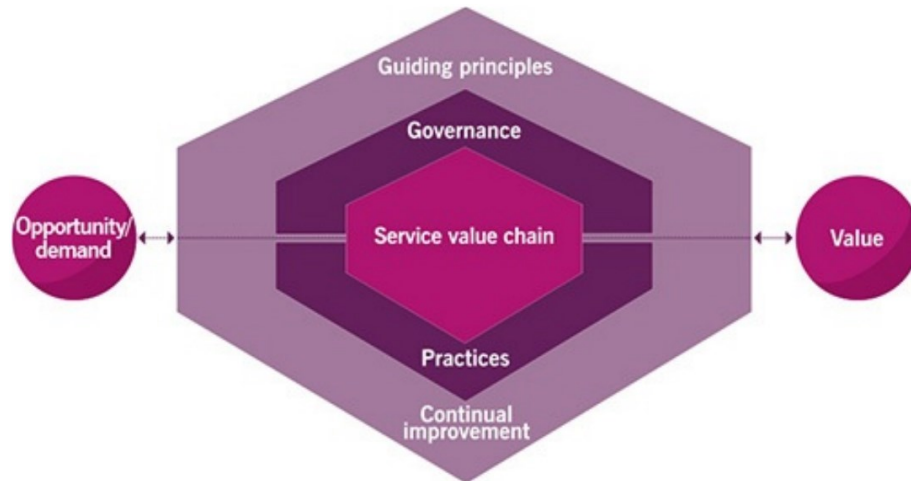 Guiding principles
Governance
Opportunity/
demand
Service value chain
Value
Practices
Continual
improvement